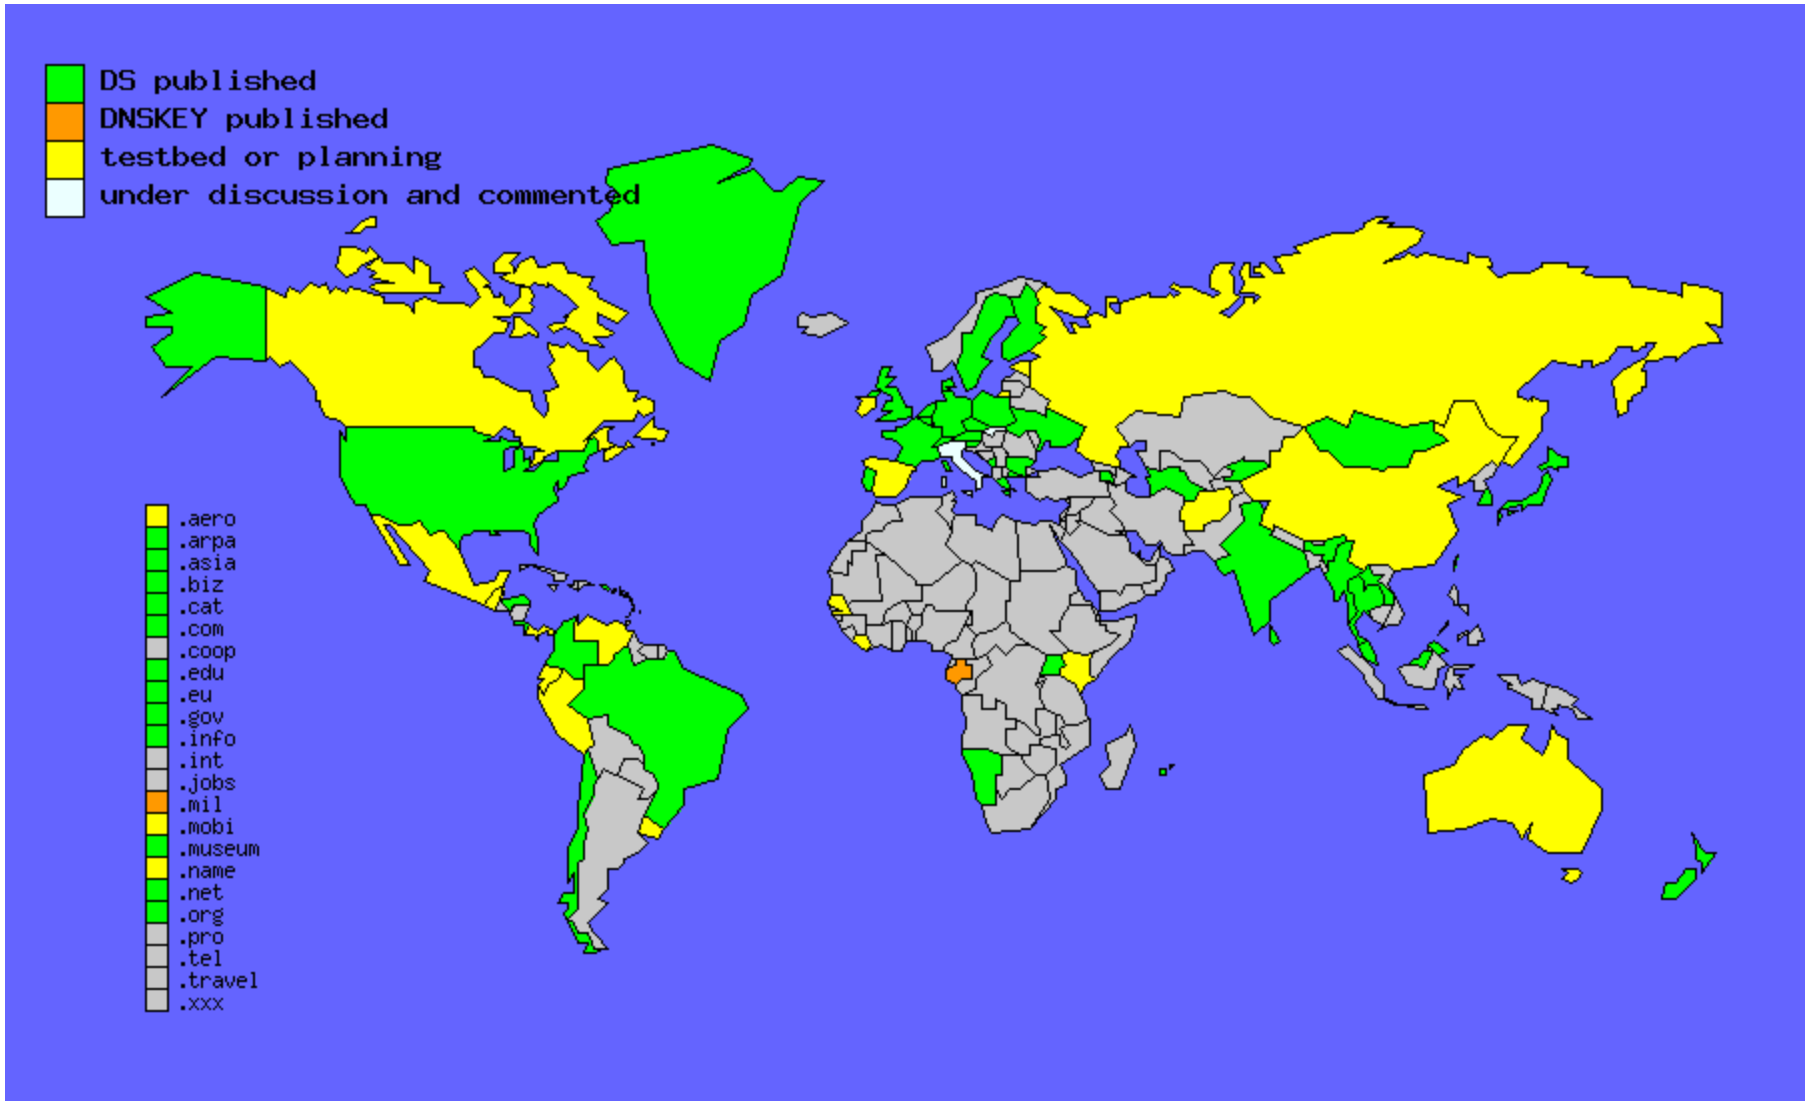 DS published
DNSKEY published
testbed or planning
under discussion and commented
.aero
.arpa
.asia
.biz
.cat
.com
.coop
.edu
.eu
.gov
.info
.int
.jobs
.mil
.mobi
.museum
.name
.net
.org
.pro
.tel
.travel
.xxx